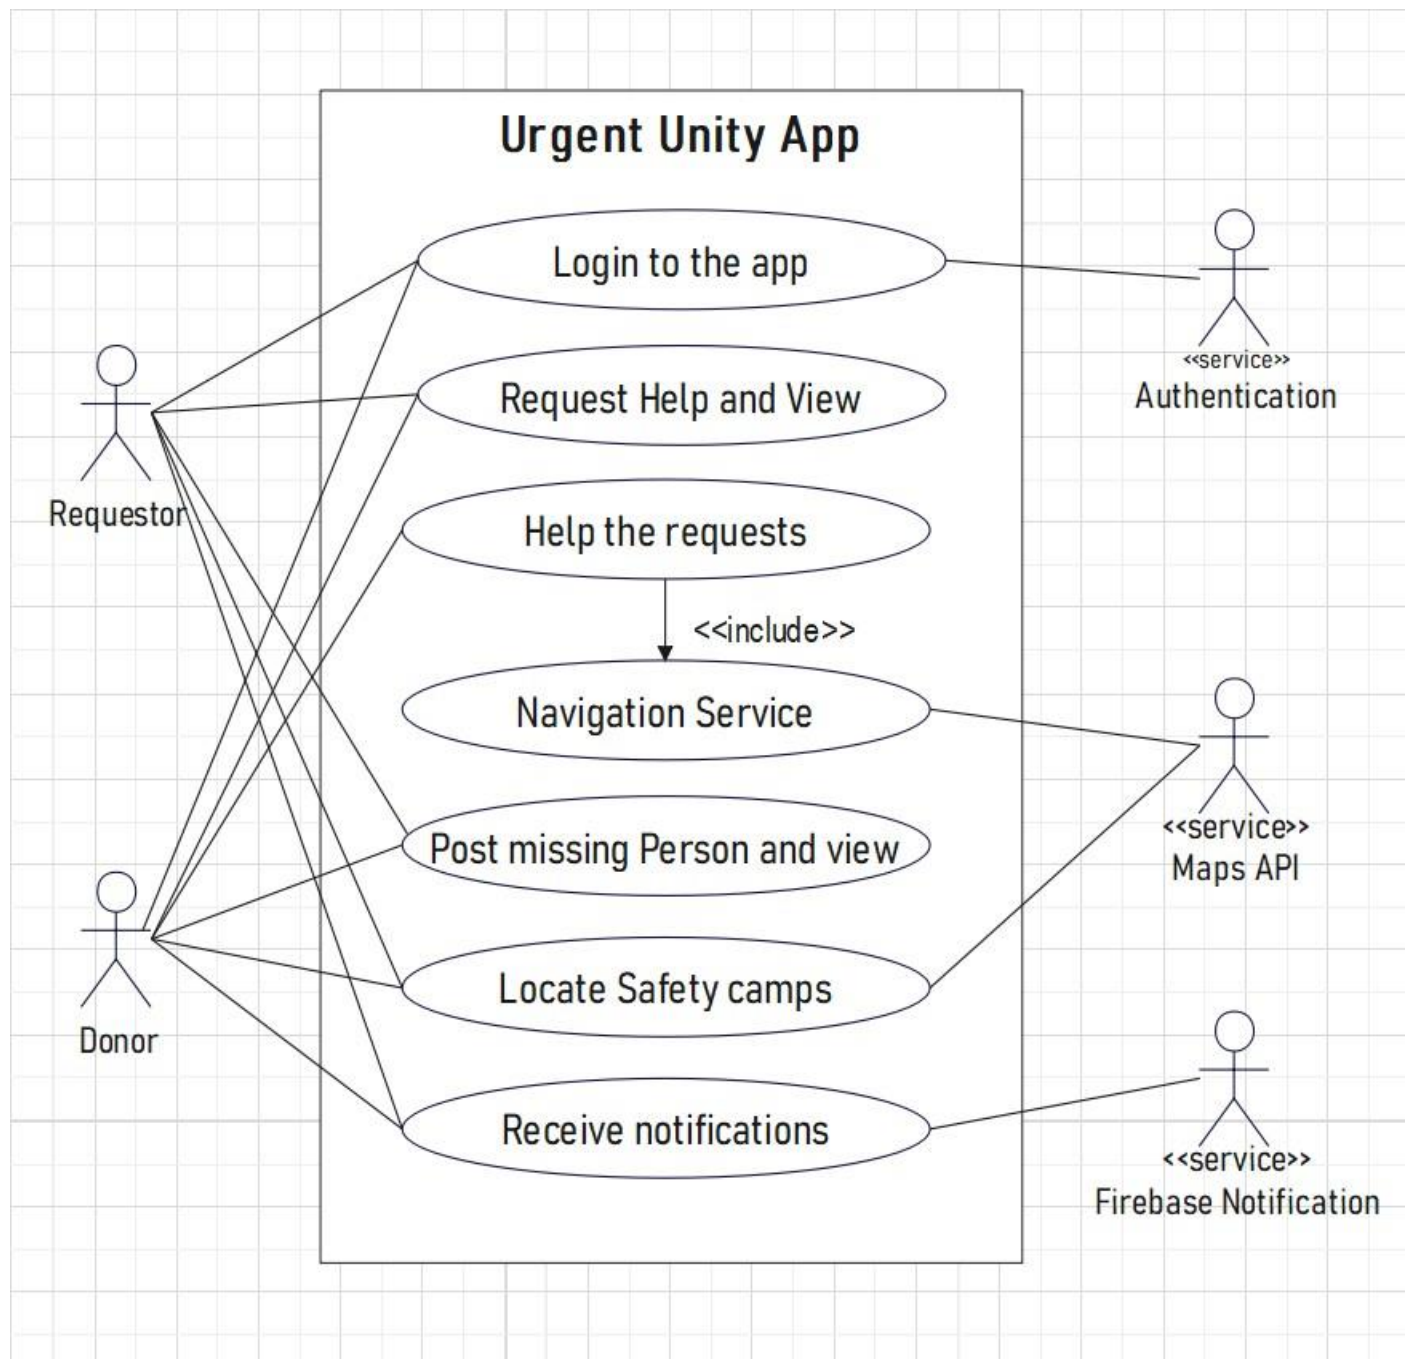 Urgent Unity App
Login to the app
<<service>>
Authentication
Request Help and View
Requestor
Help the requests
<<include>>
Navigation Service
<<service>>
Maps API
Post missing Person and view
Locate Safety camps
Donor
Receive notifications
<<service>>
Firebase Notification